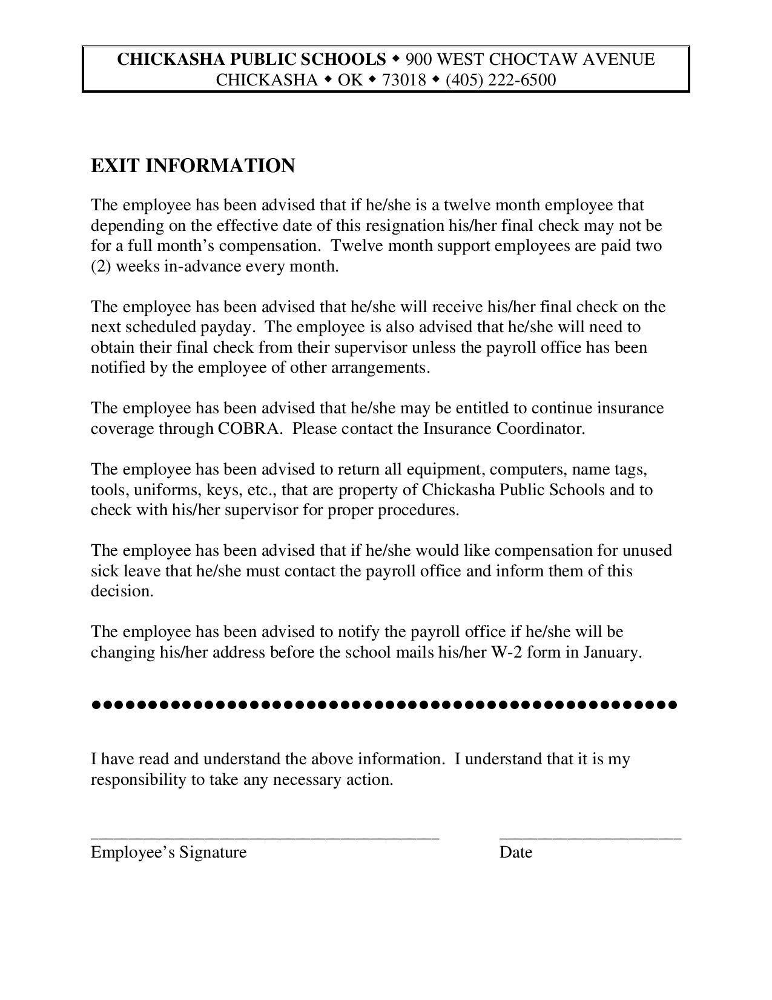 CHICKASHA PUBLIC SCHOOLS ◆ 900 WEST CHOCTAW AVENUE
CHICKASHA ◆ OK ◆ 73018 ◆ (405) 222-6500
EXIT INFORMATION
The employee has been advised that if he/she is a twelve month employee that
depending on the effective date of this resignation his/her final check may not be
for a full month’s compensation.  Twelve month support employees are paid two
(2) weeks in-advance every month.
The employee has been advised that he/she will receive his/her final check on the
next scheduled payday.  The employee is also advised that he/she will need to
obtain their final check from their supervisor unless the payroll office has been
notified by the employee of other arrangements.
The employee has been advised that he/she may be entitled to continue insurance
coverage through COBRA.  Please contact the Insurance Coordinator.
The employee has been advised to return all equipment, computers, name tags,
tools, uniforms, keys, etc., that are property of Chickasha Public Schools and to
check with his/her supervisor for proper procedures.
The employee has been advised that if he/she would like compensation for unused
sick leave that he/she must contact the payroll office and inform them of this
decision.
The employee has been advised to notify the payroll office if he/she will be
changing his/her address before the school mails his/her W-2 form in January.
I have read and understand the above information.  I understand that it is my
responsibility to take any necessary action.
Employee’s Signature Date